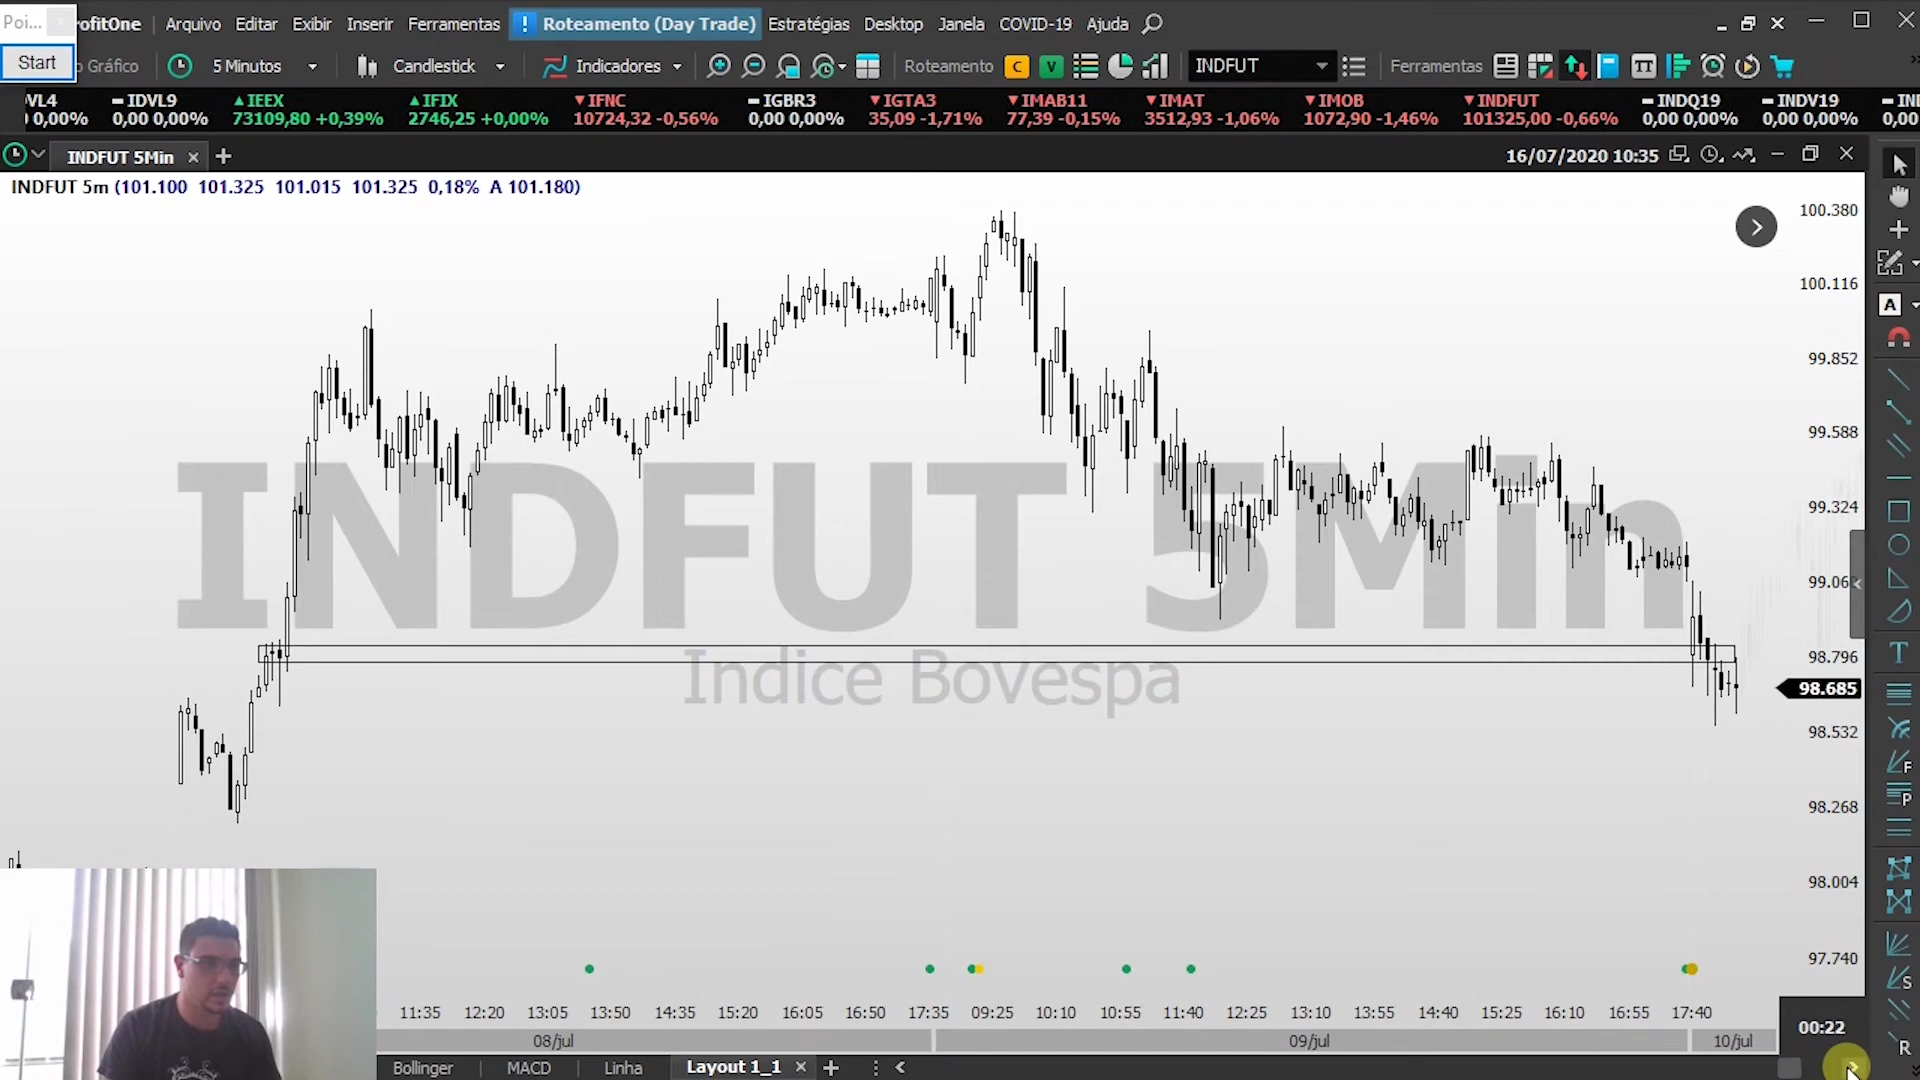 Poi...
rofitOne Arquivo Editar Exibir Inserir Ferramentas ! Roteamento (Day Trade) Estratégias Desktop Janela COVID-19 Ajuda
Start o Gráfico 5 Minutos Candlestick Indicadores Roteamento C V INDFUT Ferramentas
VL4 IDVL9 IEEX IFIX IFNC IGBR3 IGTA3 IMAB11 IMAT IMOB INDFUT INDQ19 INDV19 IND
0 0,00% 0,00 0,00% 73109,80 +0,39% 2746,25 +0,00% 10724,32 -0,56% 0,00 0,00% 35,09 -1,71% 77,39 -0,15% 3512,93 -1,06% 1072,90 -1,46% 101325,00 -0,66% 0,00 0,00% 0,00 0,00% 0,00
INDFUT 5Min × + 16/07/2020 10:35
INDFUT 5m (101.100 101.325 101.015 101.325 0,18% A 101.180)
100.380
100.116
99.852
99.588
99.324
99.06
98.796
98.685
98.532
98.268
98.004
97.740
INDFUT 5Min
Indice Bovespa
A
T
F
P
S
R
11:35 12:20 13:05 13:50 14:35 15:20 16:05 16:50 17:35 09:25 10:10 10:55 11:40 12:25 13:10 13:55 14:40 15:25 16:10 16:55 17:40
00:22
08/jul 09/jul 10/jul
Bollinger MACD Linha Layout 1_1 × +